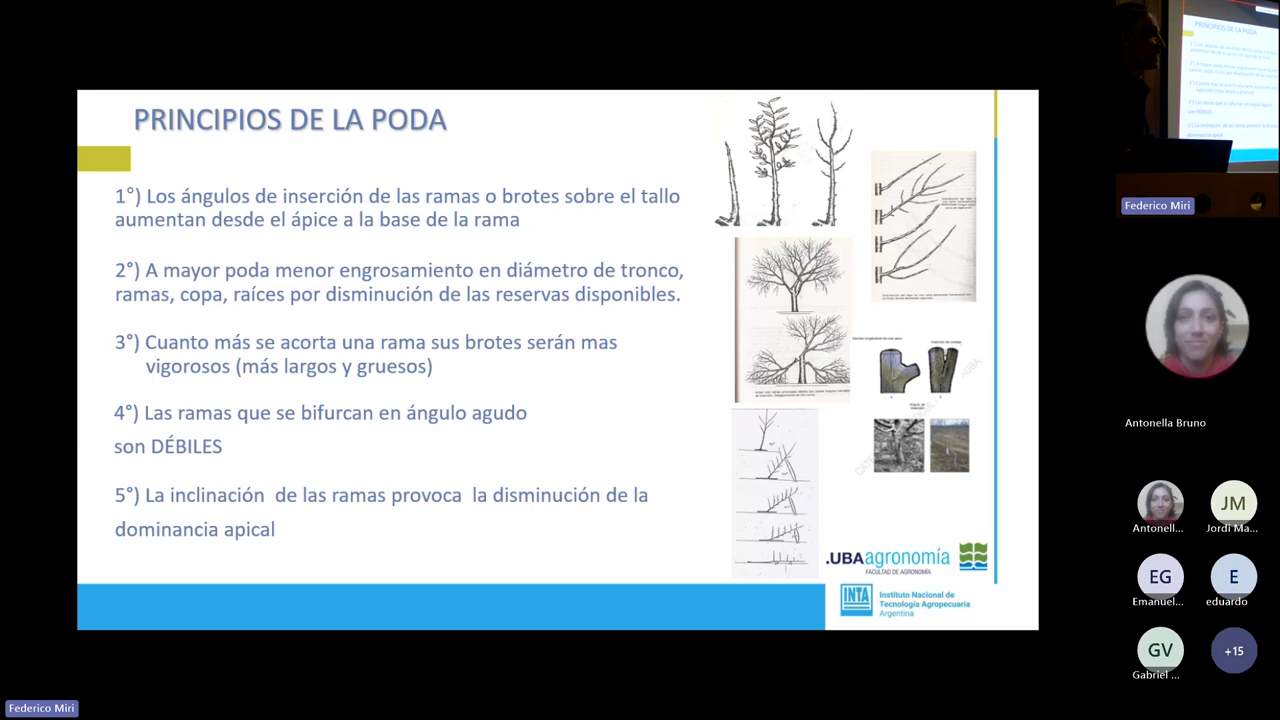 PRINCIPIOS DE LA PODA
1°) Los ángulos de inserción de las ramas o brotes sobre el tallo
aumentan desde el ápice a la base de la rama
2°) A mayor poda menor engrosamiento en diámetro de tronco,
ramas, copa, raíces por disminución de las reservas disponibles.
3°) Cuanto más se acorta una rama sus brotes serán mas
vigorosos (más largos y gruesos)
4°) Las ramas que se bifurcan en ángulo agudo
son DÉBILES
5°) La inclinación de las ramas provoca la disminución de la
dominancia apical
.UBAagronomía
FACULTAD DE AGRONOMÍA
INTA
Instituto Nacional de
Tecnología Agropecuaria
Argentina
PRINCIPIOS DE LA PODA
Federico Miri
Antonella Bruno
Antonell...
JM
Jordi Ma...
EG
Emanuel...
E
eduardo
GV
Gabriel ...
+15
Federico Miri